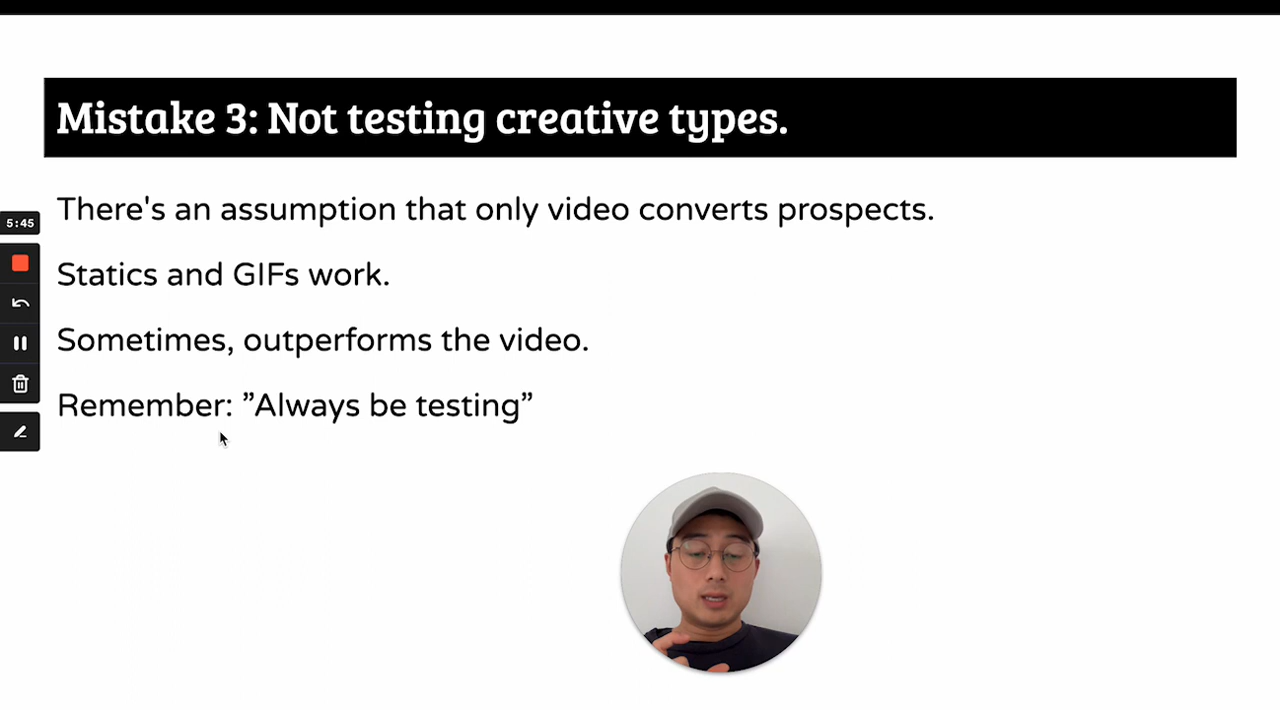 Mistake 3: Not testing creative types.
There's an assumption that only video converts prospects.
5:45
Statics and GIFs work.
Sometimes, outperforms the video.
Remember: ”Always be testing”